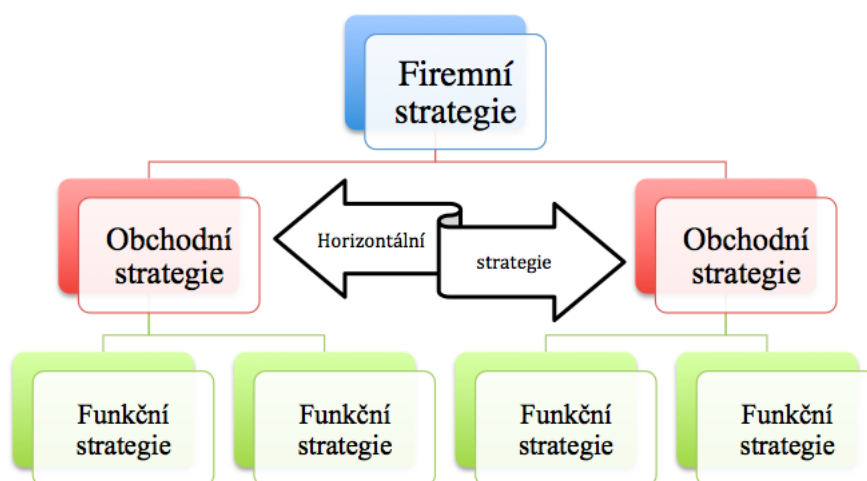 Firemní
strategie
Obchodní
strategie
Horizontální
strategie
Obchodní
strategie
Funkční
strategie
Funkční
strategie
Funkční
strategie
Funkční
strategie